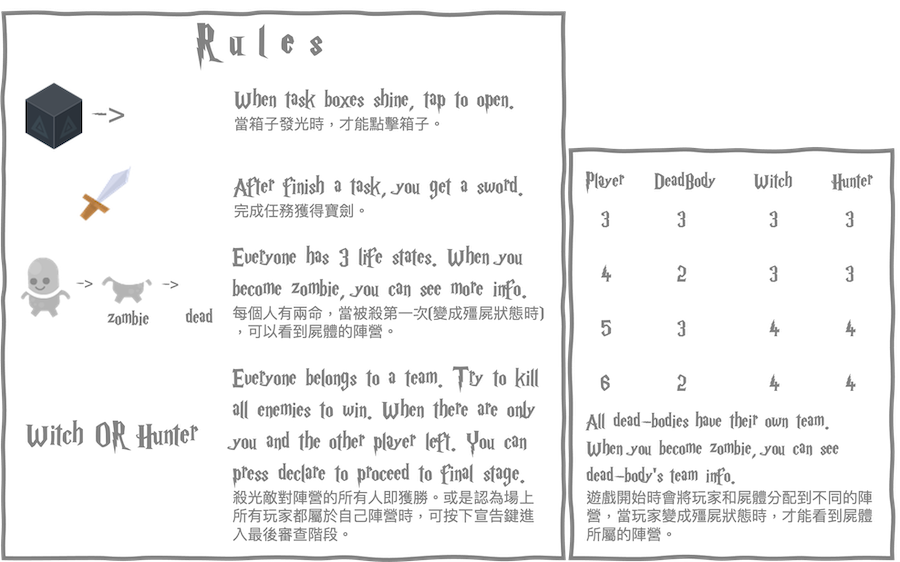 Rules
->
When task boxes shine, tap to open.
當箱子發光時，才能點擊箱子。
After finish a task, you get a sword.
完成任務獲得寶劍。
-> ->
zombie dead
Everyone has 3 life states. When you
become zombie, you can see more info.
每個人有兩命，當被殺第一次(變成殭屍狀態時)
，可以看到屍體的陣營。
Witch OR Hunter
Everyone belongs to a team. Try to kill
all enemies to win. When there are only
you and the other player left. You can
press declare to proceed to final stage.
殺光敵對陣營的所有人即獲勝。或是認為場上
所有玩家都屬於自己陣營時，可按下宣告鍵進
入最後審查階段。
Player DeadBody Witch Hunter
3 3 3 3
4 2 3 3
5 3 4 4
6 2 4 4
All dead-bodies have their own team.
When you become zombie, you can see
dead-body's team info.
遊戲開始時會將玩家和屍體分配到不同的陣
營，當玩家變成殭屍狀態時，才能看到屍體
所屬的陣營。